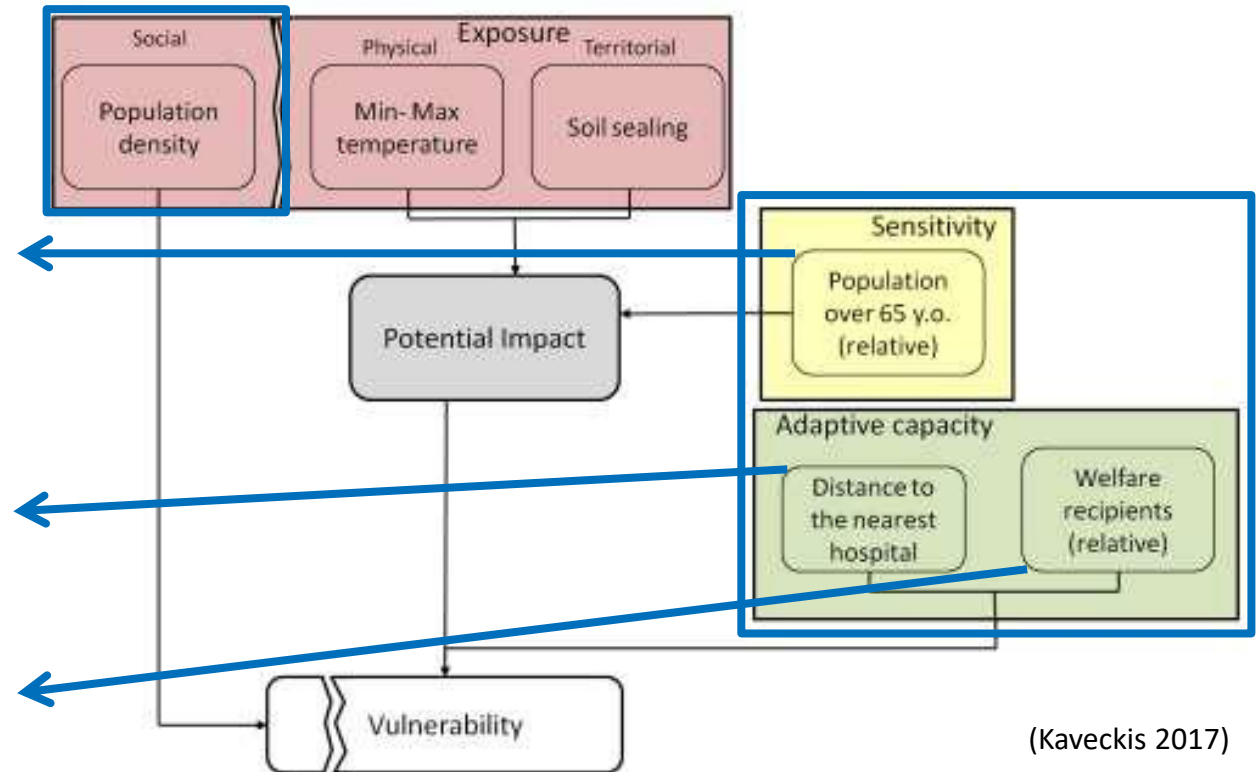 Exposure
Social
Physical
Territorial
Population
density
Min- Max
temperature
Soil sealing
Sensitivity
Population
over 65 y.o.
(relative)
Potential Impact
Adaptive capacity
Distance to
the nearest
hospital
Welfare
recipients
(relative)
Vulnerability
(Kaveckis 2017)